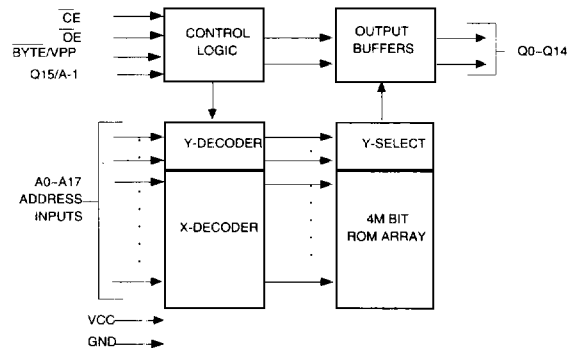 CE
OE
BYTE/VPP
Q15/A-1
CONTROL
LOGIC
OUTPUT
BUFFERS
Q0~Q14
A0~A17
ADDRESS
INPUTS
Y-DECODER
Y-SELECT
X-DECODER
4M BIT
ROM ARRAY
VCC
GND